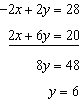 −2x + 2y = 28
2x + 6y = 20
8y = 48
y = 6